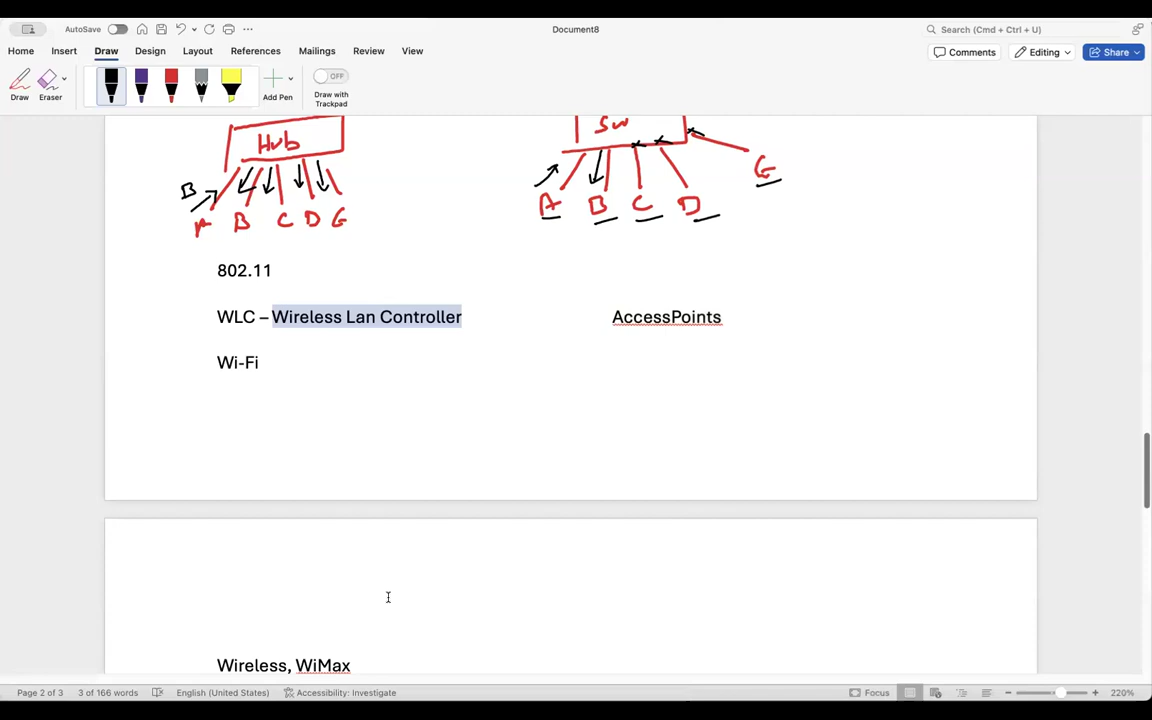 AutoSave
Document8
Search (Cmd + Ctrl + U)
Home Insert Draw Design Layout References Mailings Review View
Comments Editing Share
Draw Eraser Add Pen Draw with Trackpad OFF
Hub
Sw
B
A B C D E
A B C D E
802.11
WLC – Wireless Lan Controller AccessPoints
Wi-Fi
Wireless, WiMax
Page 2 of 3 3 of 166 words English (United States) Accessibility: Investigate Focus 220%